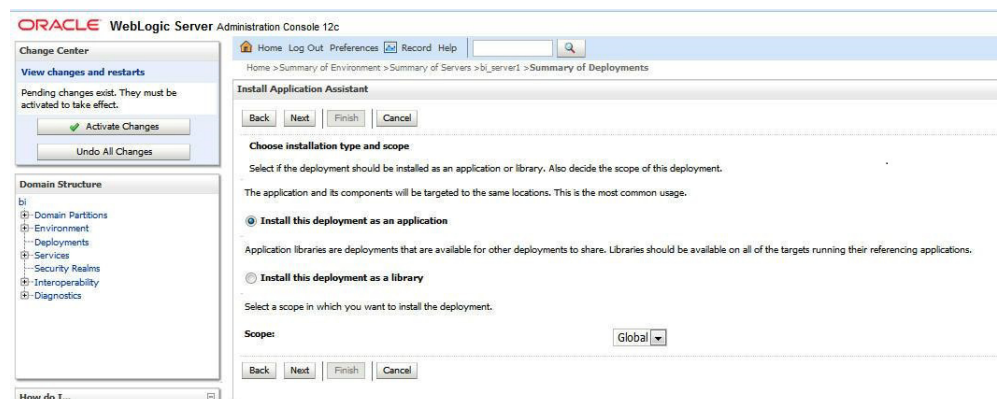 ORACLE WebLogic Server Administration Console 12c
Change Center
View changes and restarts
Pending changes exist. They must be
activated to take effect.
Activate Changes
Undo All Changes
Domain Structure
bi
Domain Partitions
Environment
Deployments
Services
Security Realms
Interoperability
Diagnostics
How do I...
Home Log Out Preferences Record Help
Home >Summary of Environment >Summary of Servers >bi_server1 >Summary of Deployments
Install Application Assistant
Back Next Finish Cancel
Choose installation type and scope
Select if the deployment should be installed as an application or library. Also decide the scope of this deployment.
The application and its components will be targeted to the same locations. This is the most common usage.
Install this deployment as an application
Application libraries are deployments that are available for other deployments to share. Libraries should be available on all of the targets running their referencing applications.
Install this deployment as a library
Select a scope in which you want to install the deployment.
Scope: Global
Back Next Finish Cancel